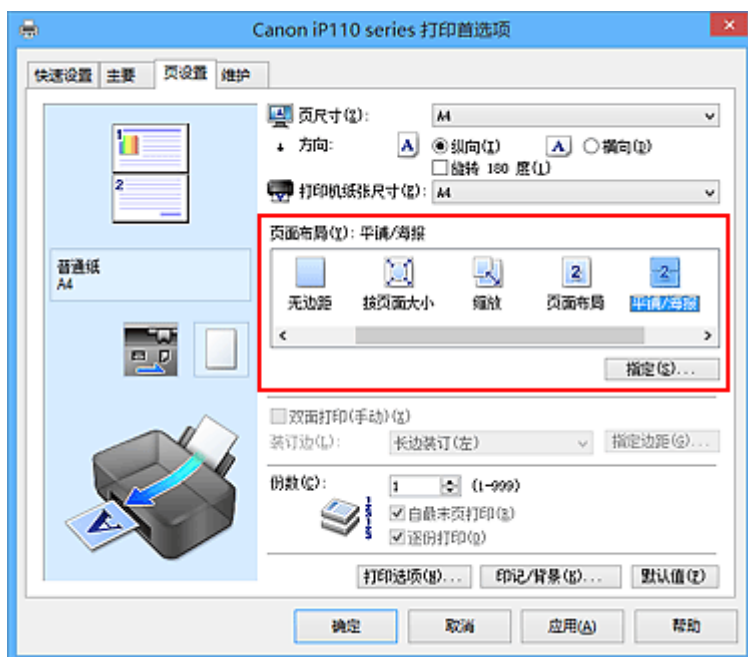 Canon iP110 series 打印首选项
快速设置 主要 页设置 维护
页尺寸(Z): A4
方向: A 纵向(I) A 横向(D)
旋转 180 度(L)
打印机纸张尺寸(E): A4
页面布局(Y): 平铺/海报
无边距 按页面大小 缩放 页面布局 平铺/海报
指定(S)...
普通纸
A4
双面打印(手动)(X)
装订边(L): 长边装订(左) 指定边距(G)...
份数(C): 1 (1-999)
自最末页打印(R)
逐份打印(O)
打印选项(N)... 印记/背景(K)... 默认值(F)
确定 取消 应用(A) 帮助